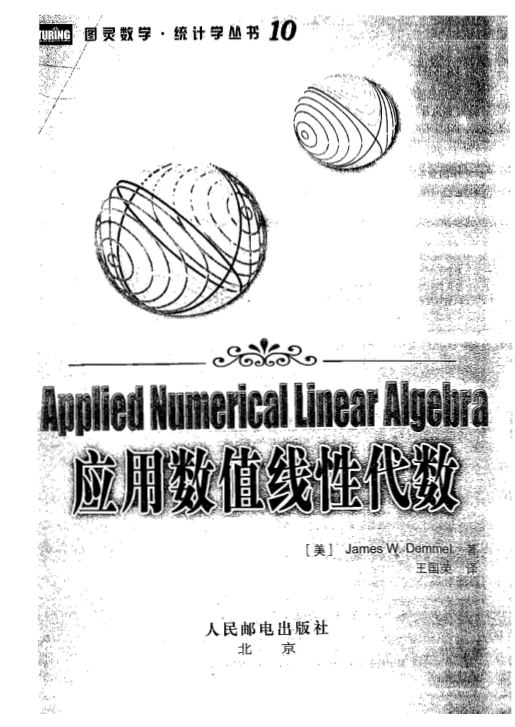 TURING 图灵数学·统计学丛书 10
Applied Numerical Linear Algebra
应用数值线性代数
[美] James W. Demmel 著
王国荣 译
人民邮电出版社
北 京